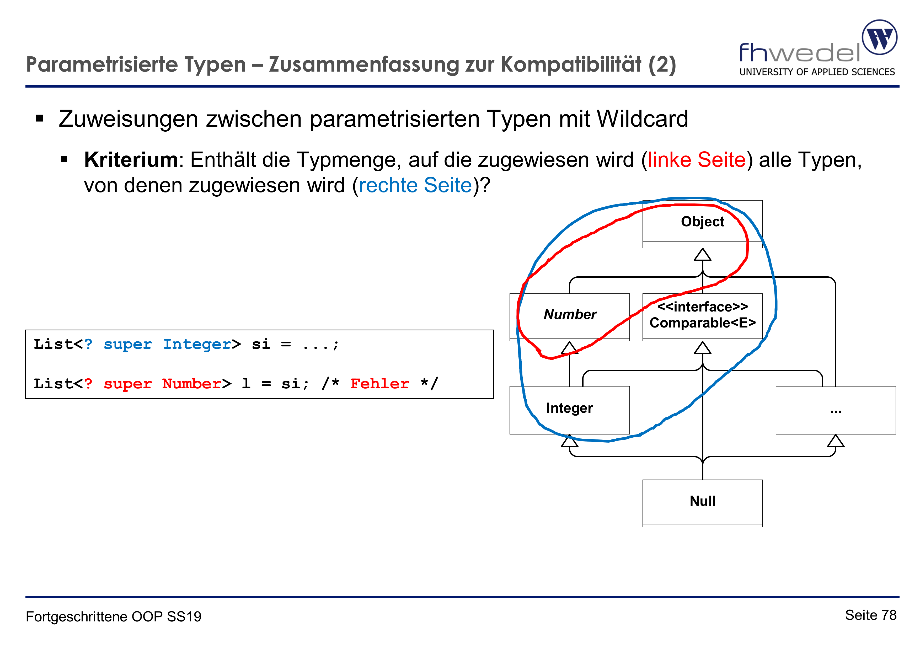 Parametrisierte Typen – Zusammenfassung zur Kompatibilität (2)
fhwedel
W
UNIVERSITY OF APPLIED SCIENCES
Zuweisungen zwischen parametrisierten Typen mit Wildcard
Kriterium: Enthält die Typmenge, auf die zugewiesen wird (linke Seite) alle Typen,
von denen zugewiesen wird (rechte Seite)?
Object
Number
<<interface>>
Comparable<E>
List<? super Integer> si = ...;
List<? super Number> l = si; /* Fehler */
Integer
...
Null
Fortgeschrittene OOP SS19
Seite 78